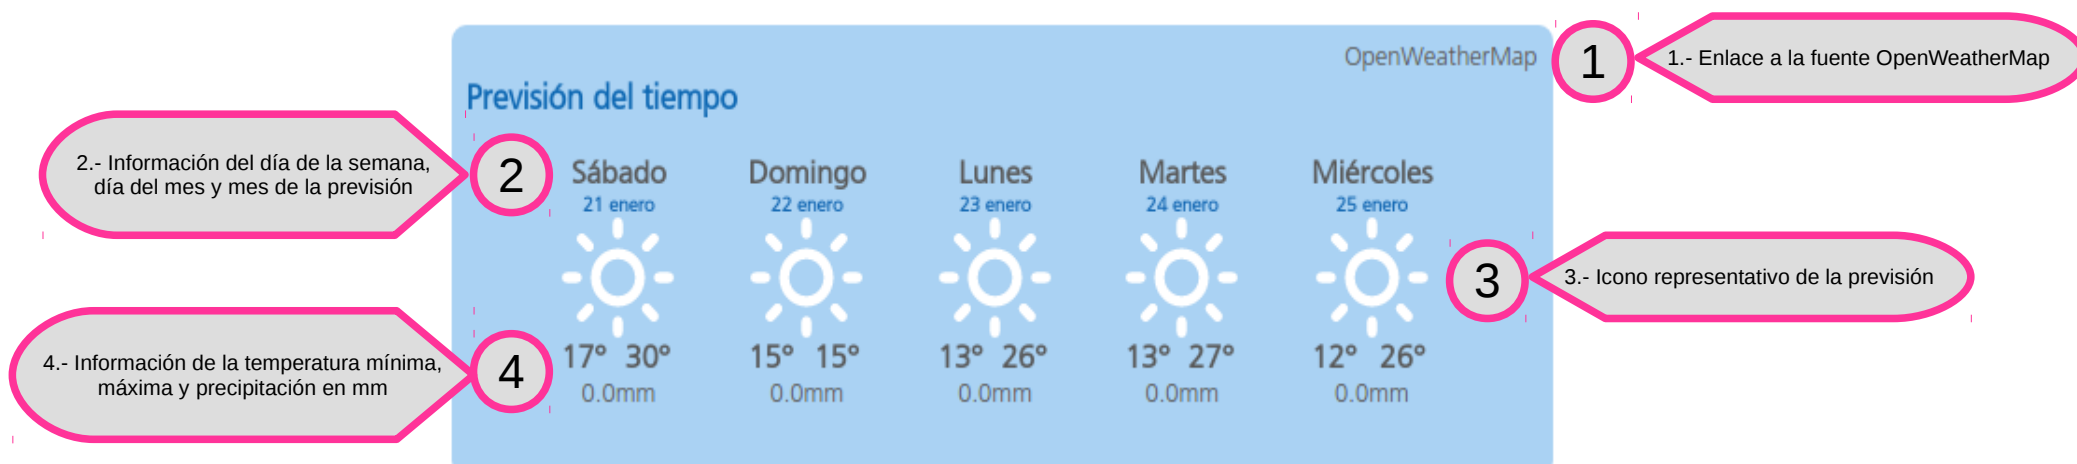 OpenWeatherMap
1
1.- Enlace a la fuente OpenWeatherMap
Previsión del tiempo
2.- Información del día de la semana,
día del mes y mes de la previsión
2
Sábado Domingo Lunes Martes Miércoles
21 enero 22 enero 23 enero 24 enero 25 enero
3
3.- Icono representativo de la previsión
4.- Información de la temperatura mínima,
máxima y precipitación en mm
4
17° 30° 15° 15° 13° 26° 13° 27° 12° 26°
0.0mm 0.0mm 0.0mm 0.0mm 0.0mm